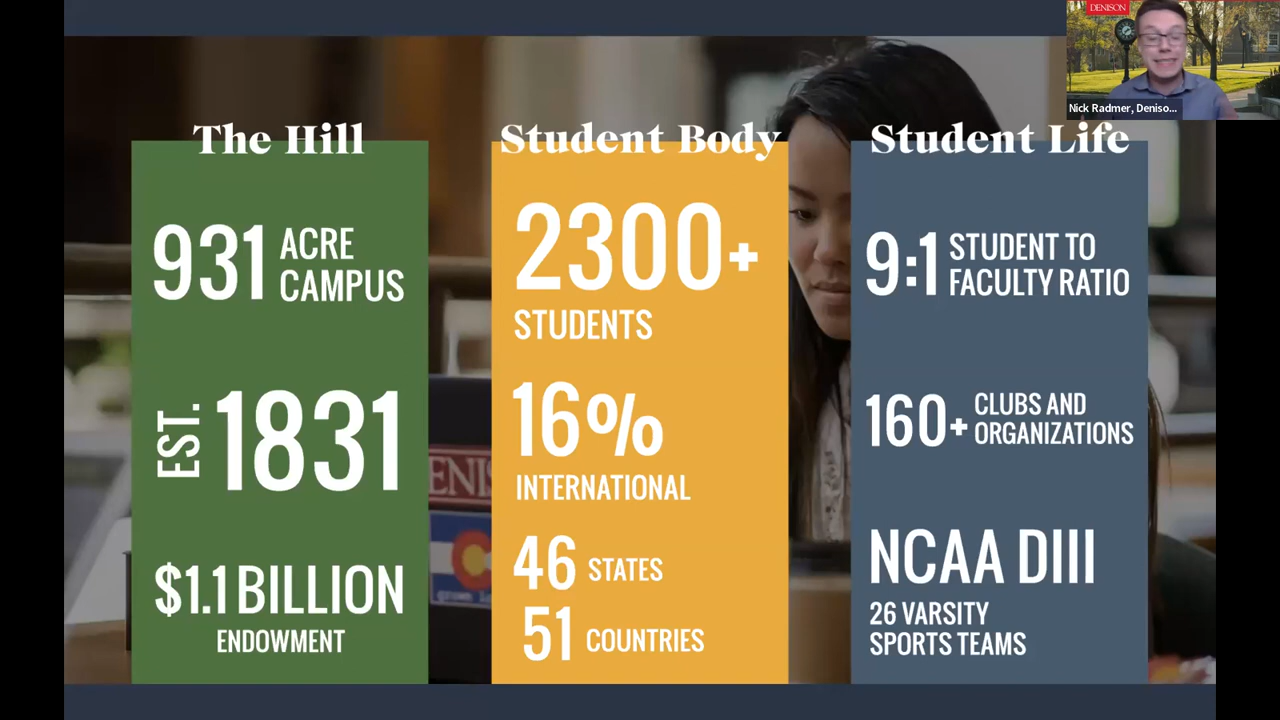 DENISON
Nick Radmer, Deniso...
The Hill
931 ACRE
CAMPUS
EST. 1831
$1.1 BILLION
ENDOWMENT
Student Body
2300+
STUDENTS
16%
INTERNATIONAL
46 STATES
51 COUNTRIES
Student Life
9:1 STUDENT TO
FACULTY RATIO
160+ CLUBS AND
ORGANIZATIONS
NCAA DIII
26 VARSITY
SPORTS TEAMS
ENIS